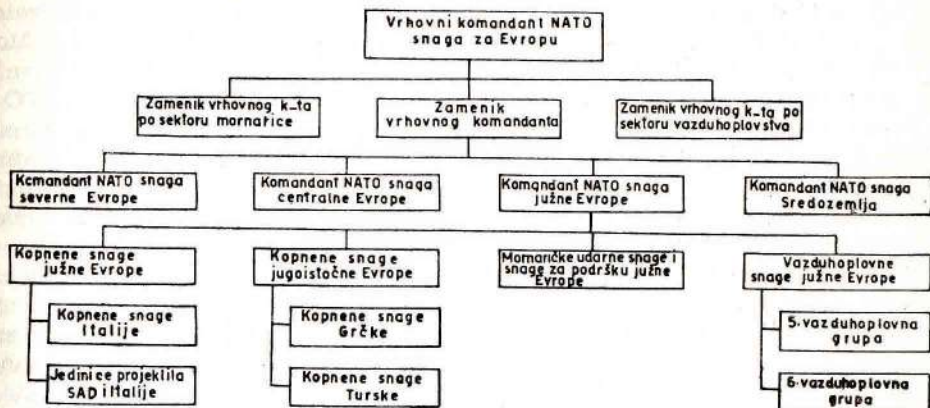 Vrhovni komandant NATO
snaga za Evropu
Zamenik vrhovnog k-ta
po sektoru mornarice
Zamenik
vrhovnog komandanta
Zamenik vrhovnog k-ta po
sektoru vazduhoplovstva
Komandant NATO snaga
severne Evrope
Komandant NATO snaga
centralne Evrope
Komandant NATO snaga
južne Evrope
Komandant NATO snaga
Sredozemlja
Kopnene snage
južne Evrope
Kopnene snage
jugoistočne Evrope
Mornaričke udarne snage i
snage za podršku južne
Evrope
Vazduhoplovne
snage južne Evrope
Kopnene snage
Italije
Kopnene snage
Grčke
5. vazduhoplovna
grupa
Jedinice projektila
SAD i Italije
Kopnene snage
Turske
6. vazduhoplovna
grupa